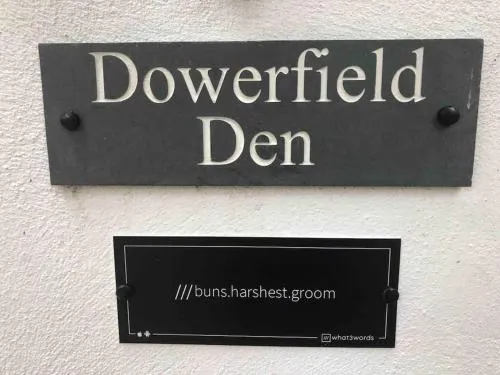 Dowerfield
Den
///buns.harshest.groom
/// what3words